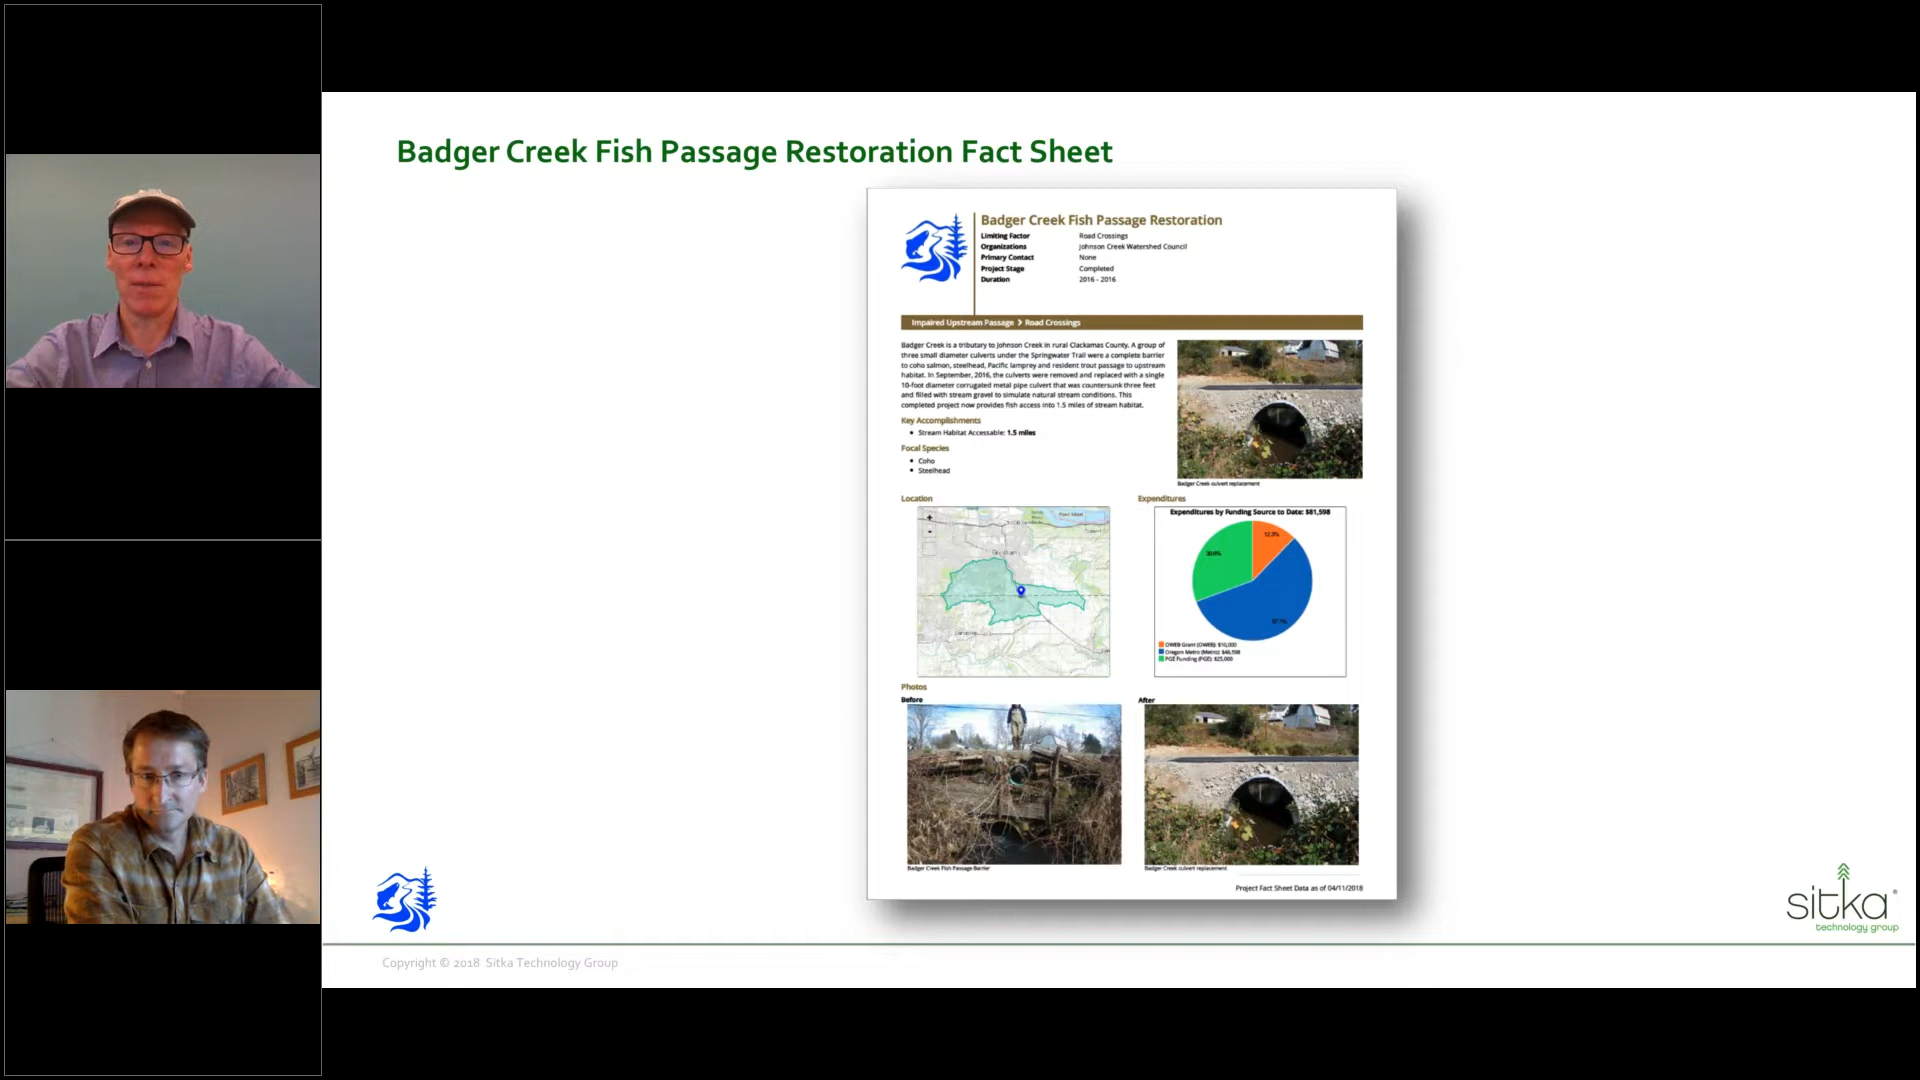 Badger Creek Fish Passage Restoration Fact Sheet
Badger Creek Fish Passage Restoration
Limiting Factor Road Crossings
Organizations Johnson Creek Watershed Council
Primary Contact None
Project Stage Completed
Duration 2016 - 2016
Impaired Upstream Passage > Road Crossings
Badger Creek is a tributary to Johnson Creek in rural Clackamas County. A group of
three small diameter culverts under the Springwater Trail were a complete barrier
to coho salmon, steelhead, Pacific lamprey and resident trout passage to upstream
habitat. In September, 2016, the culverts were removed and replaced with a single
10-foot diameter corrugated metal pipe culvert that was countersunk three feet
and filled with stream gravel to simulate natural stream conditions. This
completed project now provides fish access into 1.5 miles of stream habitat.
Badger Creek culvert replacement
Key Accomplishments
• Stream Habitat Accessable: 1.5 miles
Focal Species
• Coho
• Steelhead
Location
+
-
Expenditures
Expenditures by Funding Source to Date: $81,598
12.3%
30.6%
57.1%
OWEB Grant (OWEB): $10,000
Oregon Metro (Metro): $46,598
PGE Funding (PGE): $25,000
Photos
Before
Badger Creek Fish Passage Barrier
After
Badger Creek culvert replacement
Project Fact Sheet Data as of 04/11/2018
sitka®
technology group
Copyright © 2018 Sitka Technology Group